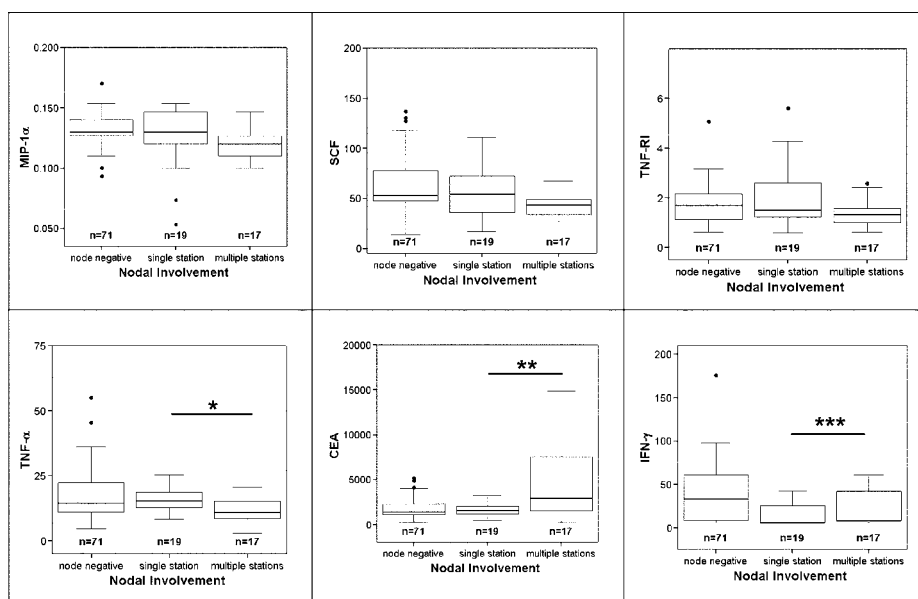 0.200
0.150
0.100
0.050
MIP-1α
n=71
n=19
n=17
node negative
single station
multiple stations
Nodal Involvement
200
150
100
50
0
SCF
n=71
n=19
n=17
node negative
single station
multiple stations
Nodal Involvement
6
4
2
0
TNF-RI
n=71
n=19
n=17
node negative
single station
multiple stations
Nodal Involvement
75
50
25
0
TNF-α
*
n=71
n=19
n=17
node negative
single station
multiple stations
Nodal Involvement
20000
15000
10000
5000
0
CEA
**
n=71
n=19
n=17
node negative
single station
multiple stations
Nodal Involvement
200
150
100
50
0
IFN-γ
***
n=71
n=19
n=17
node negative
single station
multiple stations
Nodal Involvement